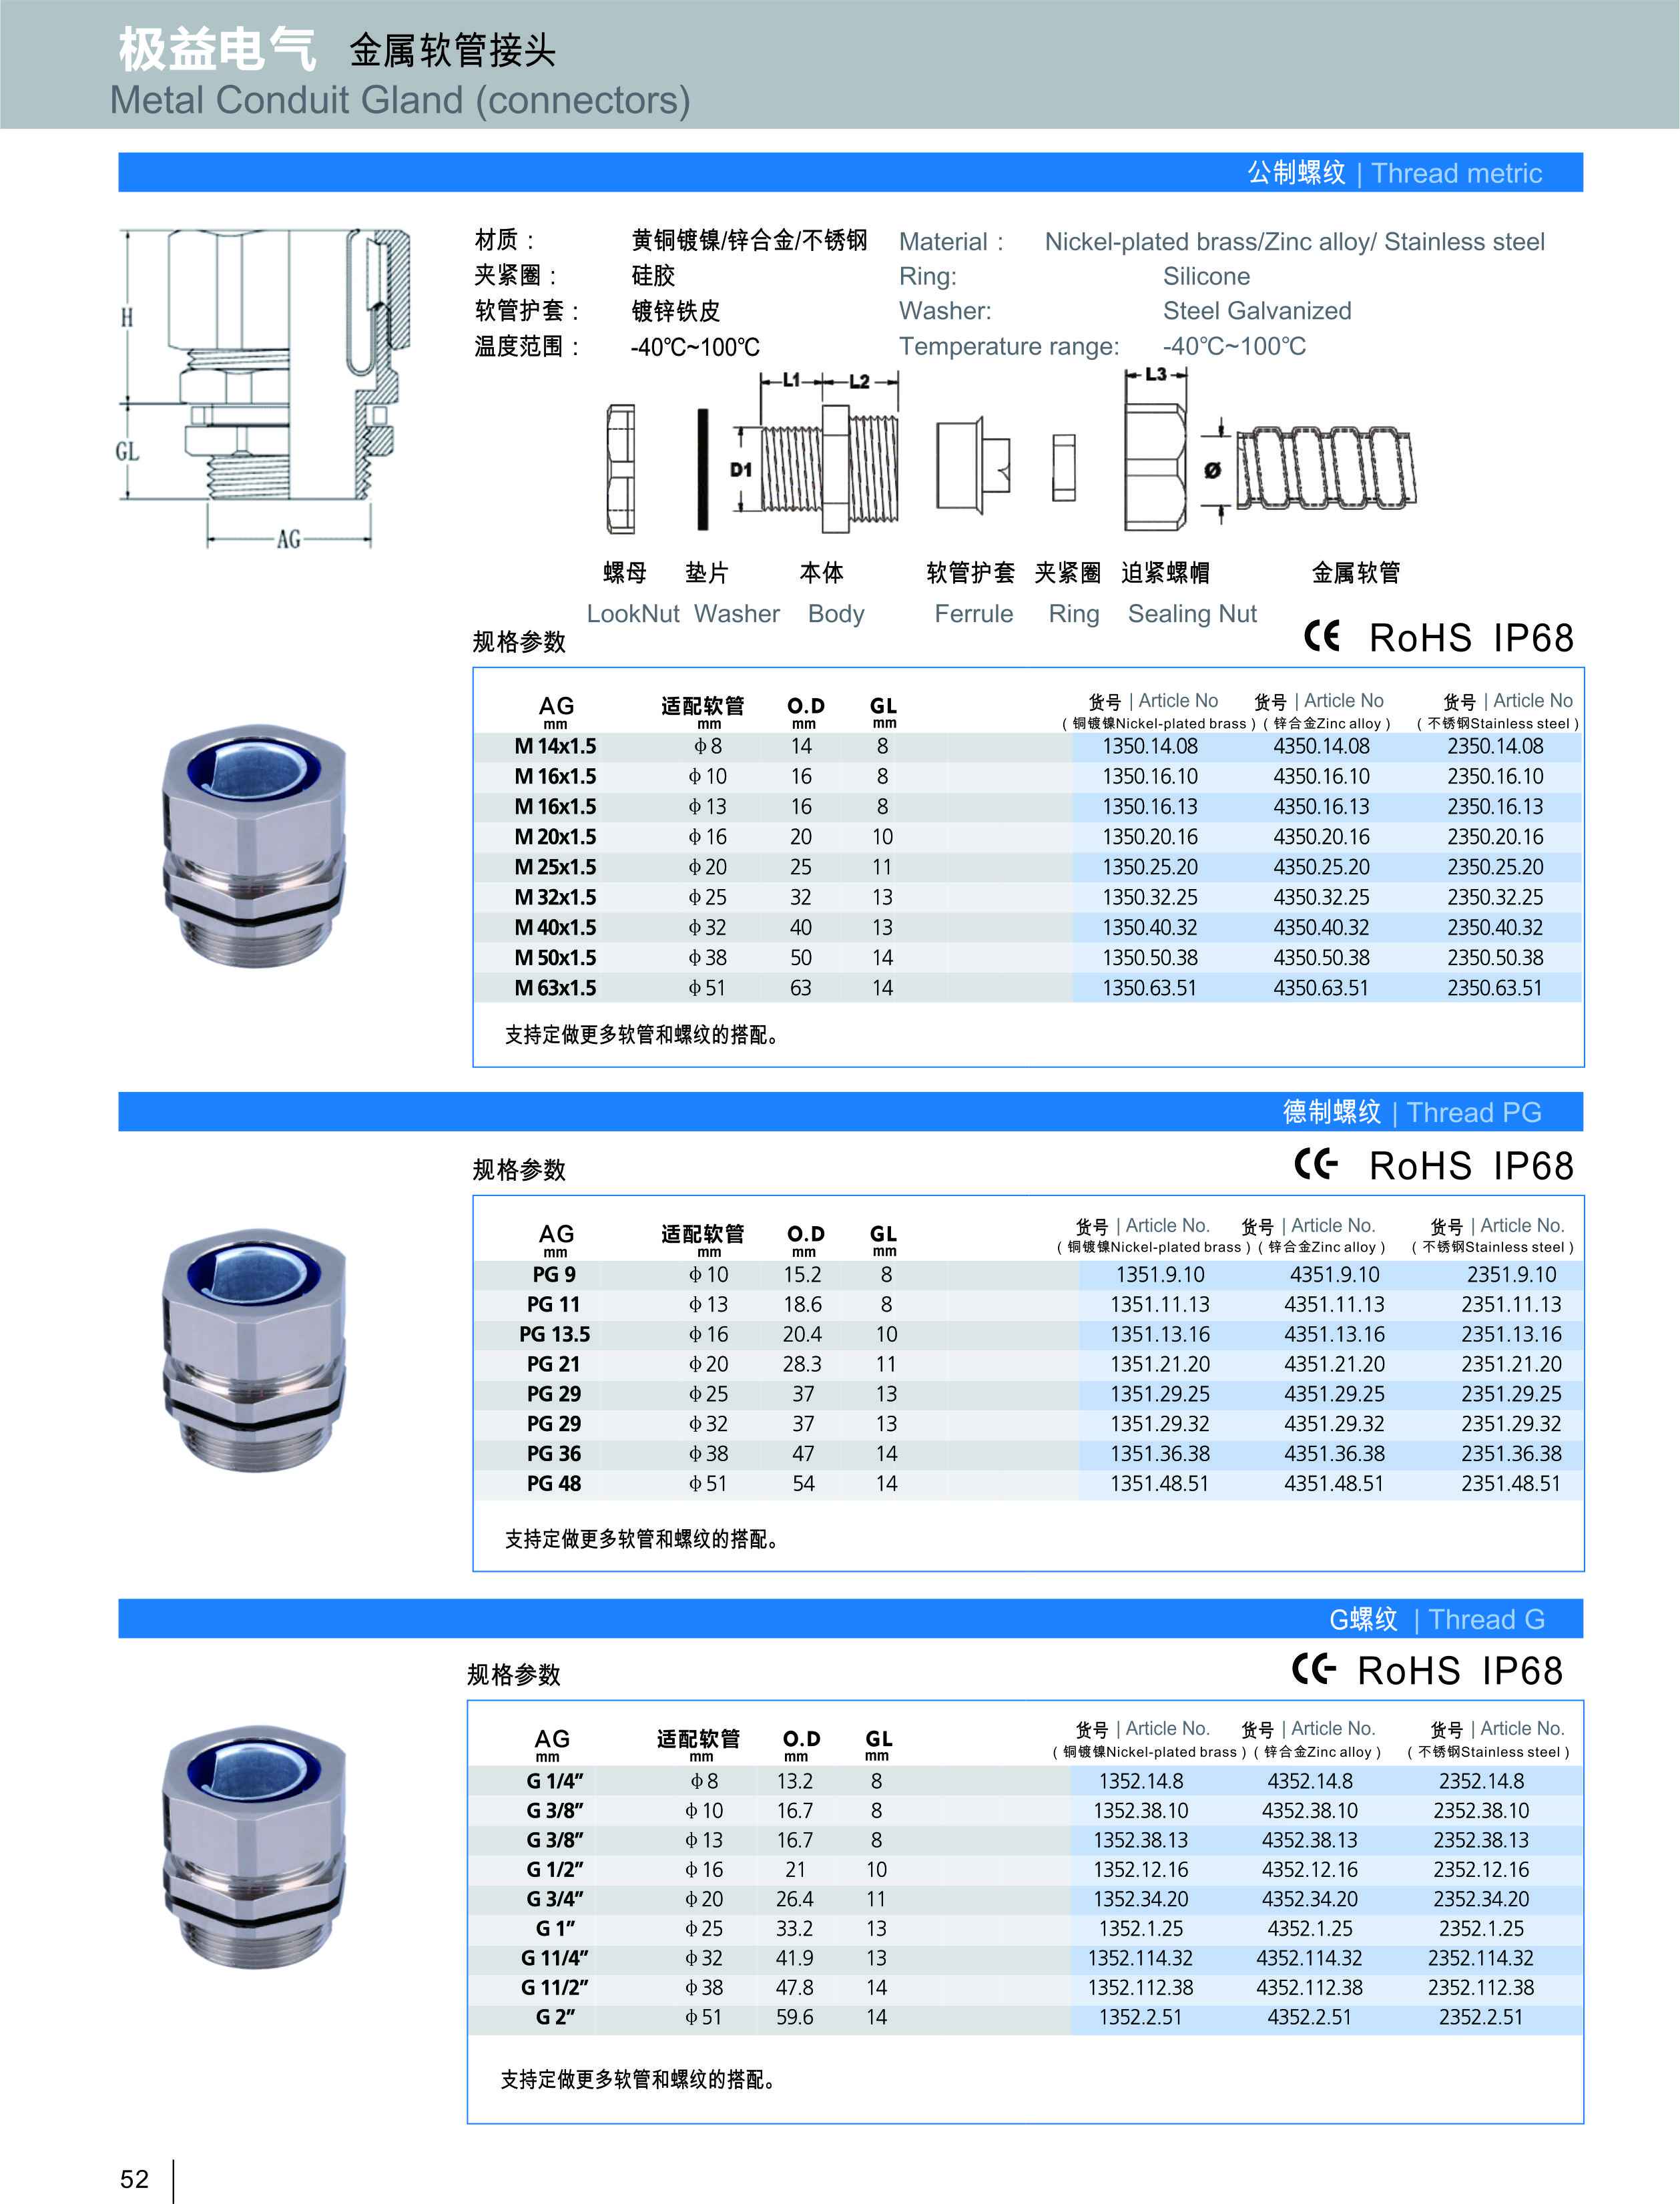 极益电气 金属软管接头
Metal Conduit Gland (connectors)
公制螺纹 | Thread metric
材质： 黄铜镀镍/锌合金/不锈钢 Material： Nickel-plated brass/Zinc alloy/ Stainless steel
夹紧圈： 硅胶 Ring: Silicone
软管护套： 镀锌铁皮 Washer: Steel Galvanized
温度范围： -40℃~100℃ Temperature range: -40℃~100℃
H
GL
AG
L1 L2 L3
D1 Ø
螺母 垫片 本体 软管护套 夹紧圈 迫紧螺帽 金属软管
LookNut Washer Body Ferrule Ring Sealing Nut
规格参数 CE RoHS IP68
AG 适配软管 O.D GL 货号 | Article No 货号 | Article No 货号 | Article No
mm mm mm mm （铜镀镍Nickel-plated brass）（锌合金Zinc alloy） （不锈钢Stainless steel）
M 14x1.5 φ8 14 8 1350.14.08 4350.14.08 2350.14.08
M 16x1.5 φ10 16 8 1350.16.10 4350.16.10 2350.16.10
M 16x1.5 φ13 16 8 1350.16.13 4350.16.13 2350.16.13
M 20x1.5 φ16 20 10 1350.20.16 4350.20.16 2350.20.16
M 25x1.5 φ20 25 11 1350.25.20 4350.25.20 2350.25.20
M 32x1.5 φ25 32 13 1350.32.25 4350.32.25 2350.32.25
M 40x1.5 φ32 40 13 1350.40.32 4350.40.32 2350.40.32
M 50x1.5 φ38 50 14 1350.50.38 4350.50.38 2350.50.38
M 63x1.5 φ51 63 14 1350.63.51 4350.63.51 2350.63.51
支持定做更多软管和螺纹的搭配。
德制螺纹 | Thread PG
规格参数 CE RoHS IP68
AG 适配软管 O.D GL 货号 | Article No. 货号 | Article No. 货号 | Article No.
mm mm mm mm （铜镀镍Nickel-plated brass）（锌合金Zinc alloy） （不锈钢Stainless steel）
PG 9 φ10 15.2 8 1351.9.10 4351.9.10 2351.9.10
PG 11 φ13 18.6 8 1351.11.13 4351.11.13 2351.11.13
PG 13.5 φ16 20.4 10 1351.13.16 4351.13.16 2351.13.16
PG 21 φ20 28.3 11 1351.21.20 4351.21.20 2351.21.20
PG 29 φ25 37 13 1351.29.25 4351.29.25 2351.29.25
PG 29 φ32 37 13 1351.29.32 4351.29.32 2351.29.32
PG 36 φ38 47 14 1351.36.38 4351.36.38 2351.36.38
PG 48 φ51 54 14 1351.48.51 4351.48.51 2351.48.51
支持定做更多软管和螺纹的搭配。
G螺纹 | Thread G
规格参数 CE RoHS IP68
AG 适配软管 O.D GL 货号 | Article No. 货号 | Article No. 货号 | Article No.
mm mm mm mm （铜镀镍Nickel-plated brass）（锌合金Zinc alloy） （不锈钢Stainless steel）
G 1/4″ φ8 13.2 8 1352.14.8 4352.14.8 2352.14.8
G 3/8″ φ10 16.7 8 1352.38.10 4352.38.10 2352.38.10
G 3/8″ φ13 16.7 8 1352.38.13 4352.38.13 2352.38.13
G 1/2″ φ16 21 10 1352.12.16 4352.12.16 2352.12.16
G 3/4″ φ20 26.4 11 1352.34.20 4352.34.20 2352.34.20
G 1″ φ25 33.2 13 1352.1.25 4352.1.25 2352.1.25
G 11/4″ φ32 41.9 13 1352.114.32 4352.114.32 2352.114.32
G 11/2″ φ38 47.8 14 1352.112.38 4352.112.38 2352.112.38
G 2″ φ51 59.6 14 1352.2.51 4352.2.51 2352.2.51
支持定做更多软管和螺纹的搭配。
52